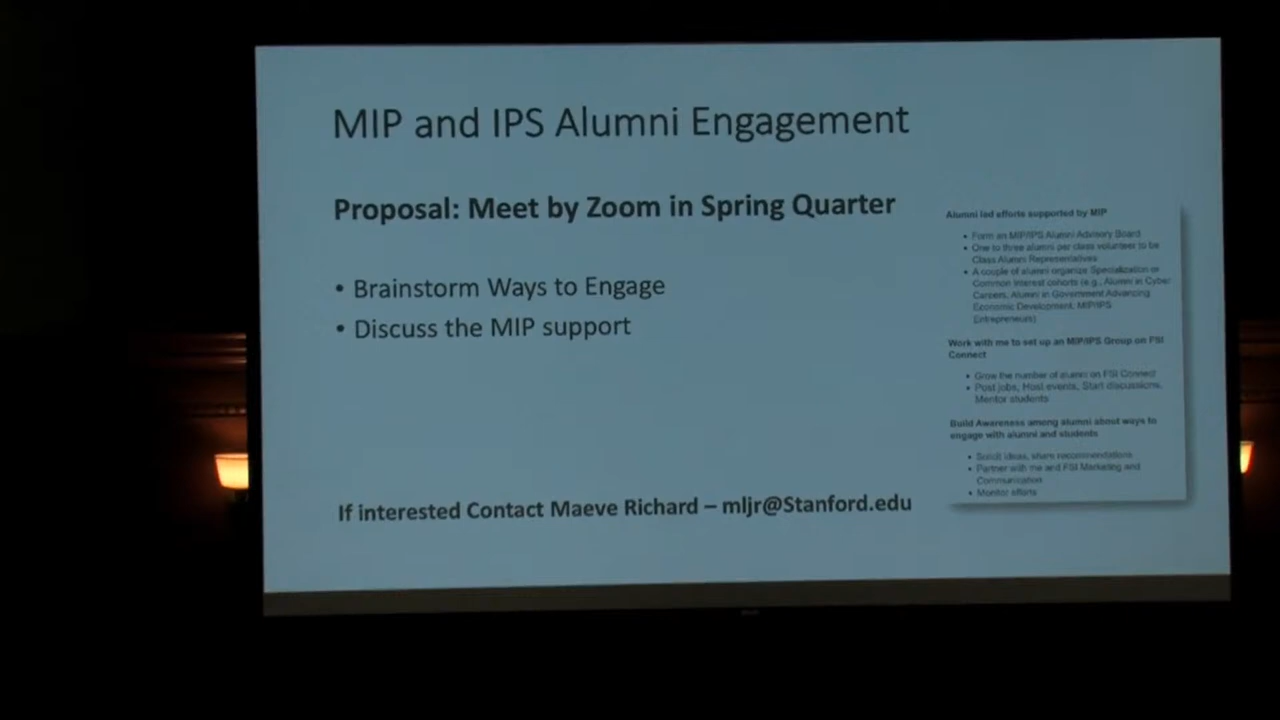 MIP and IPS Alumni Engagement
Proposal: Meet by Zoom in Spring Quarter
• Brainstorm Ways to Engage
• Discuss the MIP support
If interested Contact Maeve Richard – mljr@Stanford.edu
Alumni led efforts supported by MIP
• Form an MIP/IPS Alumni Advisory Board
• One to three alumni per class volunteer to be
Class Alumni Representatives
• A couple of alumni organize Specialization or
Common Interest cohorts (e.g., Alumni in Cyber
Careers, Alumni in Government Advancing
Economic Development, MIP/IPS
Entrepreneurs)
Work with me to set up an MIP/IPS Group on FSI
Connect
• Grow the number of alumni on FSI Connect
• Post jobs, Host events, Start discussions,
Mentor students
Build Awareness among alumni about ways to
engage with alumni and students
• Solicit ideas, share recommendations
• Partner with me and FSI Marketing and
Communication
• Monitor efforts